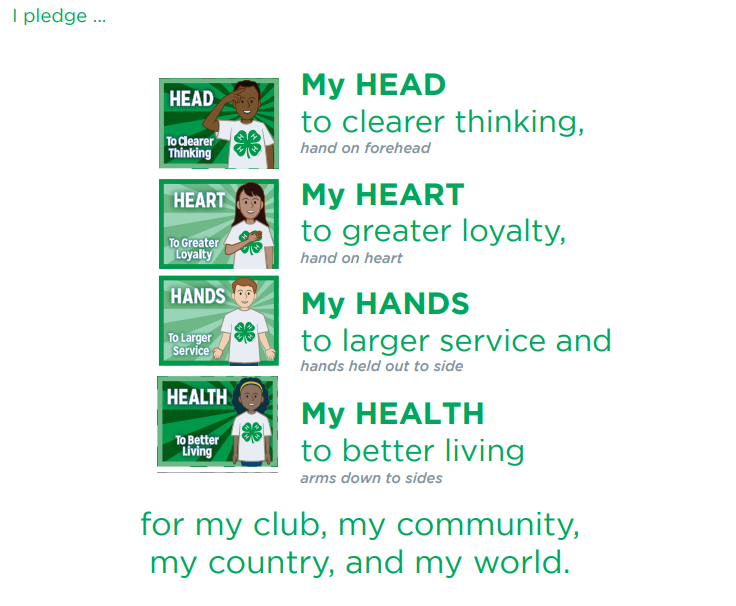 I pledge ...
HEAD
To Clearer
Thinking
My HEAD
to clearer thinking,
hand on forehead
HEART
To Greater
Loyalty
My HEART
to greater loyalty,
hand on heart
HANDS
To Larger
Service
My HANDS
to larger service and
hands held out to side
HEALTH
To Better
Living
My HEALTH
to better living
arms down to sides
for my club, my community,
my country, and my world.